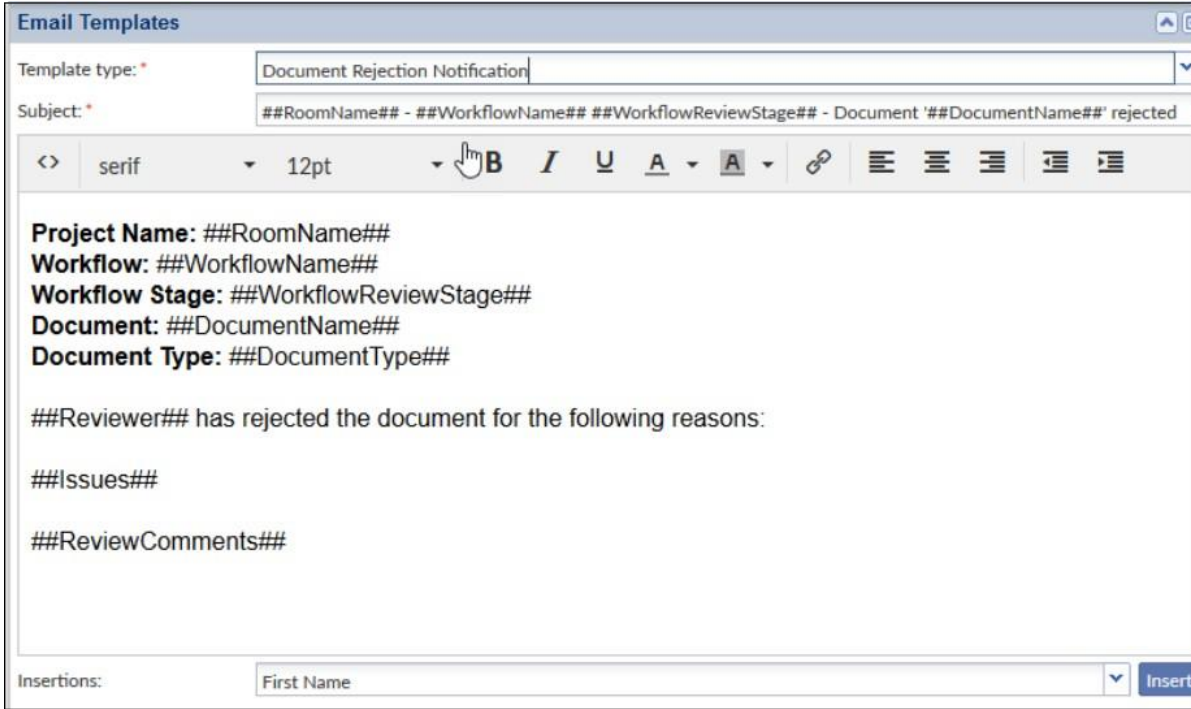 Email Templates
Template type:* Document Rejection Notification
Subject:* ##RoomName## - ##WorkflowName## ##WorkflowReviewStage## - Document '##DocumentName##' rejected
<> serif 12pt B I U A A
Project Name: ##RoomName##
Workflow: ##WorkflowName##
Workflow Stage: ##WorkflowReviewStage##
Document: ##DocumentName##
Document Type: ##DocumentType##
##Reviewer## has rejected the document for the following reasons:
##Issues##
##ReviewComments##
Insertions: First Name Insert